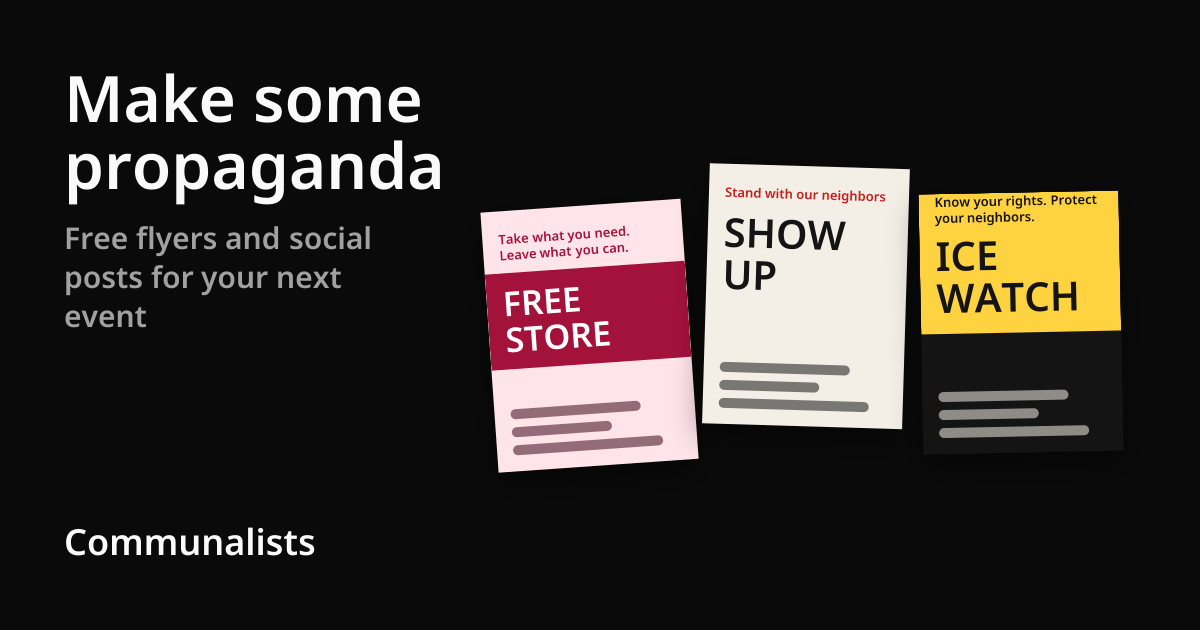 Make some
propaganda
Free flyers and social
posts for your next
event
Take what you need.
Leave what you can.
FREE
STORE
Stand with our neighbors
SHOW
UP
Know your rights. Protect
your neighbors.
ICE
WATCH
Communalists